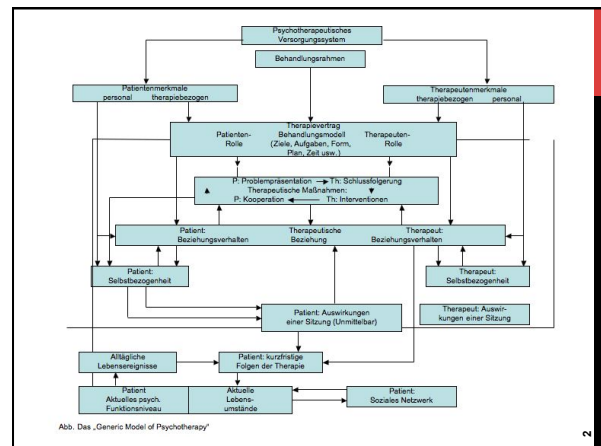 Psychotherapeutisches
Versorgungssystem
Behandlungsrahmen
Patientenmerkmale
personal therapiebezogen
Therapeutenmerkmale
therapiebezogen personal
Therapievertrag
Patienten- Behandlungsmodell Therapeuten-
Rolle (Ziele, Aufgaben, Form, Rolle
Plan, Zeit usw.)
P: Problempräsentation Th: Schlussfolgerung
Therapeutische Maßnahmen:
P: Kooperation Th: Interventionen
Patient: Therapeutische Therapeut:
Beziehungsverhalten Beziehung Beziehungsverhalten
Patient:
Selbstbezogenheit
Therapeut:
Selbstbezogenheit
Patient: Auswirkungen
einer Sitzung (Unmittelbar)
Therapeut: Auswir-
kungen einer Sitzung
Alltägliche
Lebensereignisse
Patient: kurzfristige
Folgen der Therapie
Patient
Aktuelles psych.
Funktionsniveau
Aktuelle
Lebens-
umstände
Patient:
Soziales Netzwerk
Abb. Das „Generic Model of Psychotherapy"
2